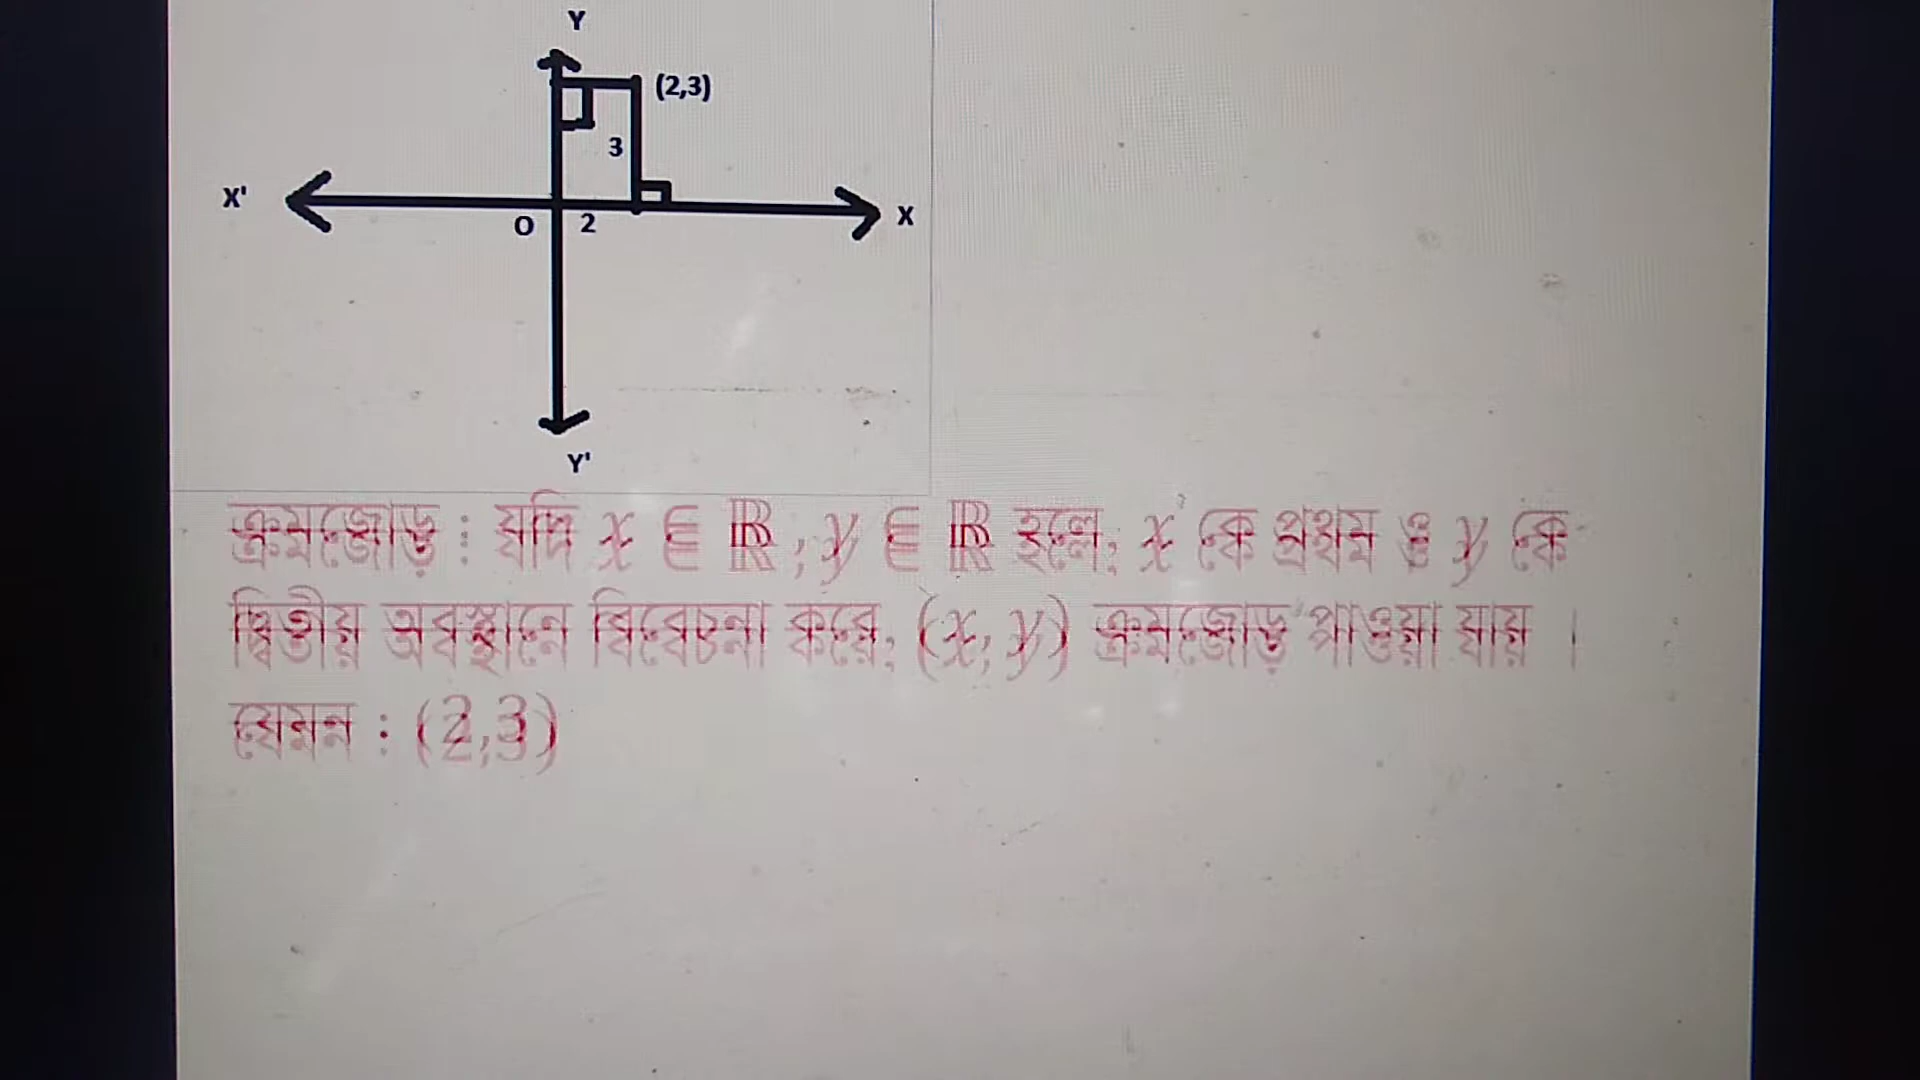 Y
(2,3)
3
X'
O
2
X
Y'
ক্রমজোড় : যদি x ∈ ℝ , y ∈ ℝ হলে, x কে প্রথম ও y কে
দ্বিতীয় অবস্থানে বিবেচনা করে, (x, y) ক্রমজোড় পাওয়া যায় ।
যেমন : (2,3)